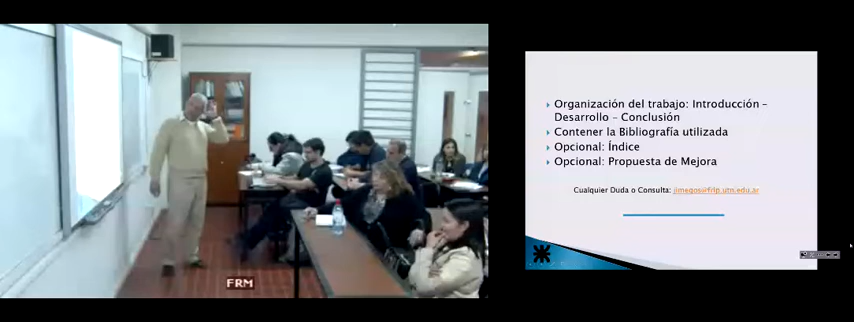 Organización del trabajo: Introducción –
Desarrollo – Conclusión
Contener la Bibliografía utilizada
Opcional: Índice
Opcional: Propuesta de Mejora
Cualquier Duda o Consulta: jimegos@frlp.utn.edu.ar
FRM